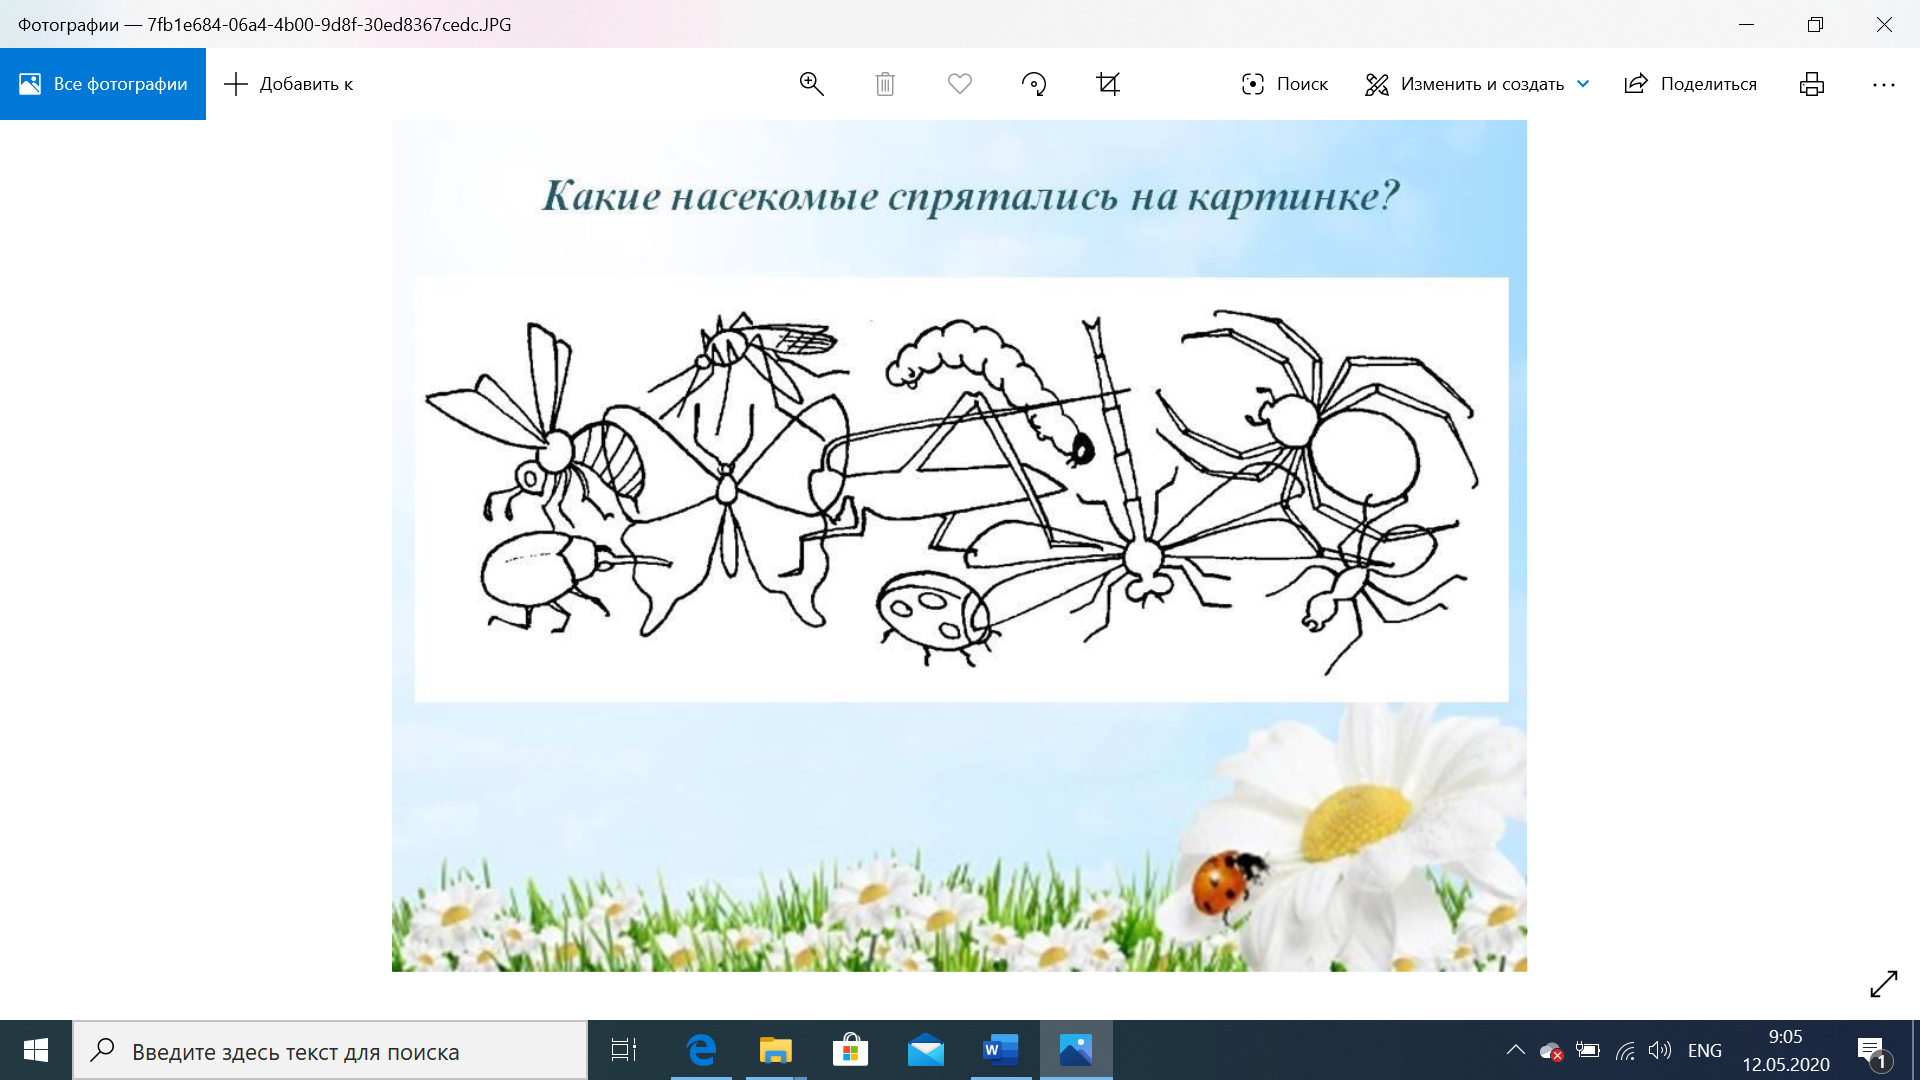 Фотографии — 7fb1e684-06a4-4b00-9d8f-30ed8367cedc.JPG
Все фотографии
Добавить к
Поиск
Изменить и создать
Поделиться
Какие насекомые спрятались на картинке?
Введите здесь текст для поиска
ENG
9:05
12.05.2020
1